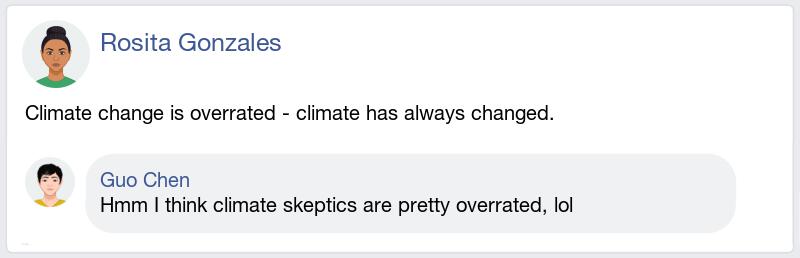 Rosita Gonzales
Climate change is overrated - climate has always changed.
Guo Chen
Hmm I think climate skeptics are pretty overrated, lol